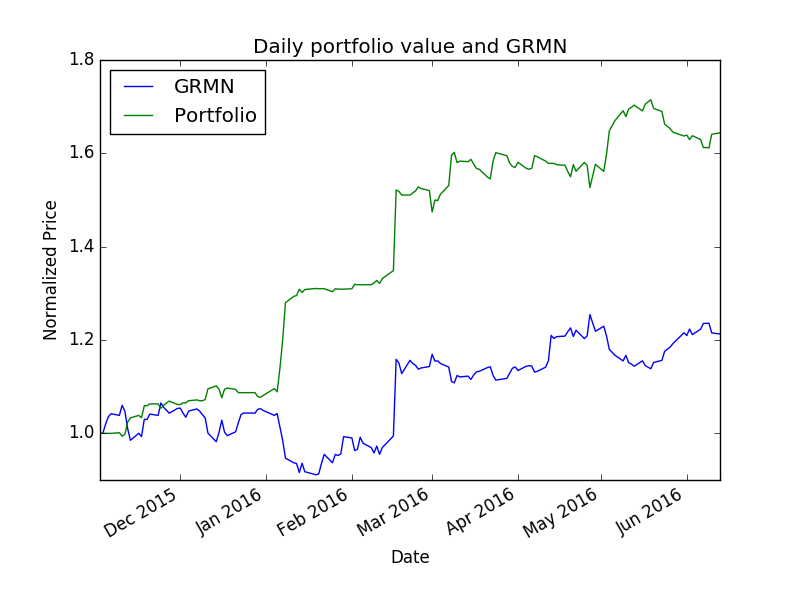 Daily portfolio value and GRMN
GRMN
Portfolio
1.8
1.6
1.4
1.2
1.0
Normalized Price
Dec 2015
Jan 2016
Feb 2016
Mar 2016
Apr 2016
May 2016
Jun 2016
Date